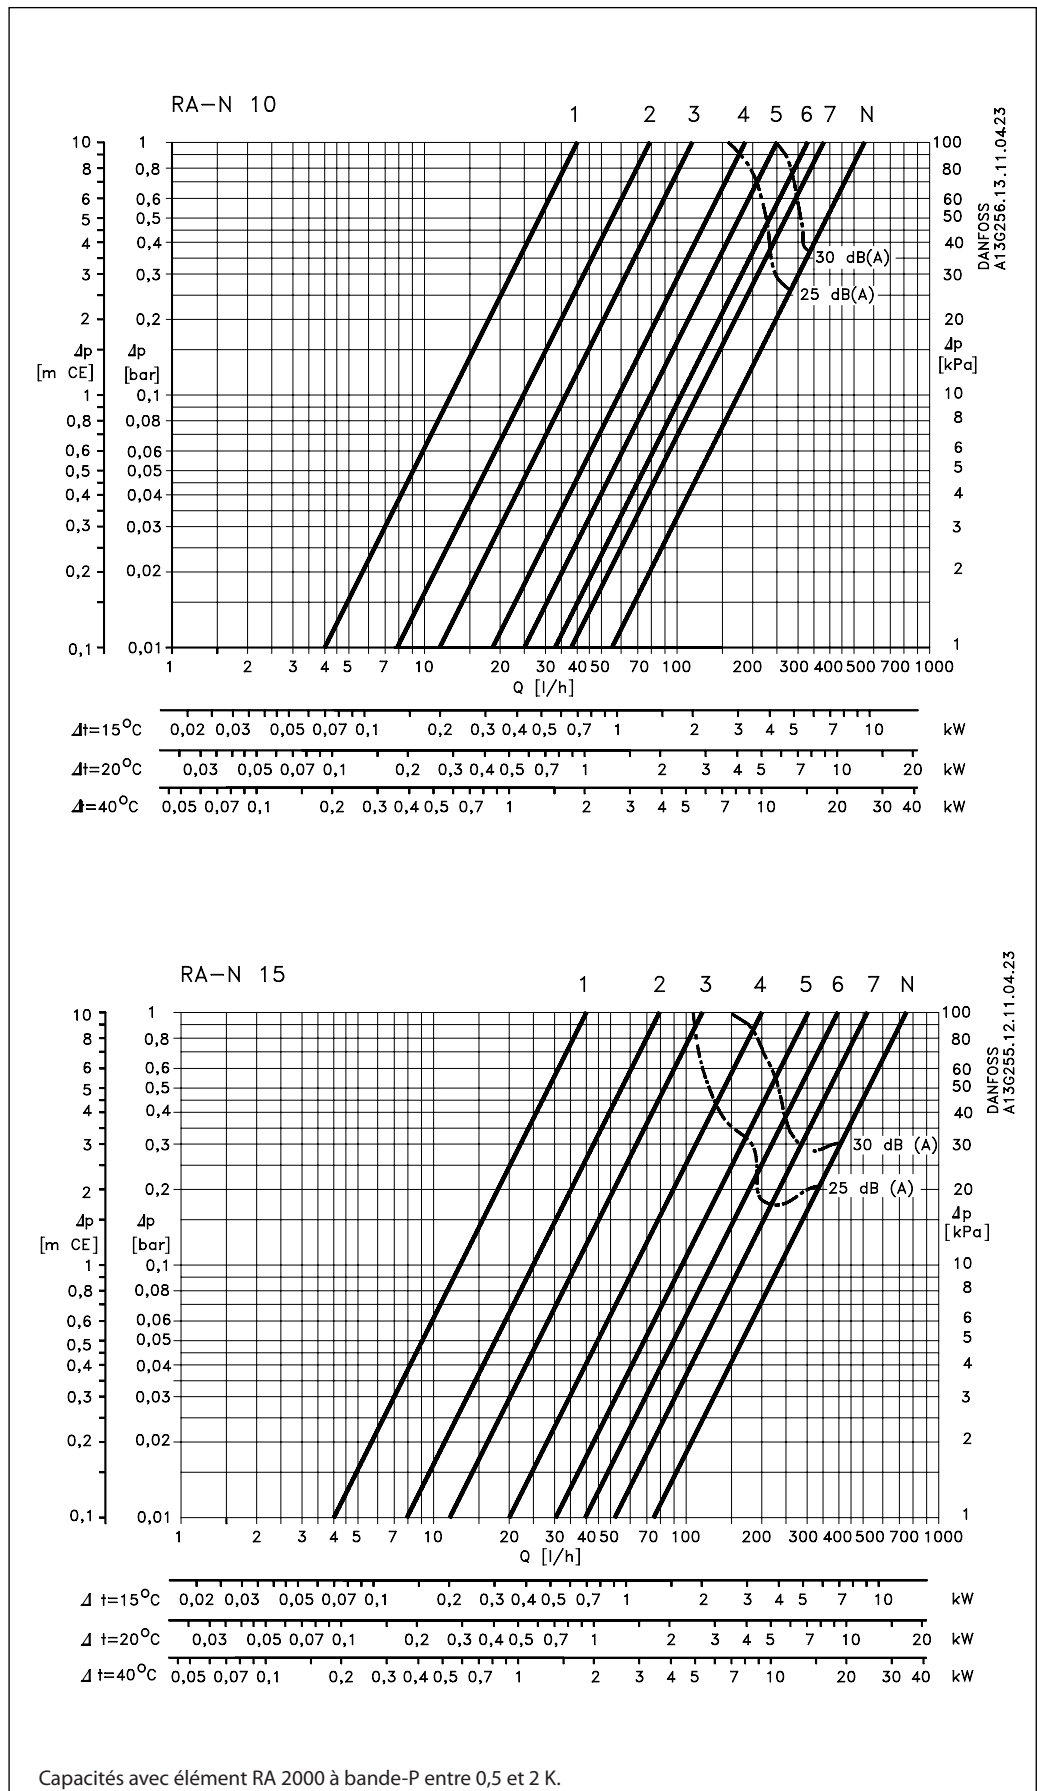 RA-N 10
1 2 3 4 5 6 7 N
DANFOSS
A13G256.13.11.04.23
10 1 100
8 0,8 80
6 0,6 60
5 0,5 50
4 0,4 40
30 dB(A)
3 0,3 30
25 dB(A)
2 0,2 20
Δp Δp Δp
[m CE] [bar] [kPa]
1 0,1 10
0,8 0,08 8
0,6 0,06 6
0,5 0,05 5
0,4 0,04 4
0,3 0,03 3
0,2 0,02 2
0,1 0,01 1
1 2 3 4 5 7 10 20 30 40 50 70 100 200 300 400 500 700 1000
Q [l/h]
Δt=15°C 0,02 0,03 0,05 0,07 0,1 0,2 0,3 0,4 0,5 0,7 1 2 3 4 5 7 10 kW
Δt=20°C 0,03 0,05 0,07 0,1 0,2 0,3 0,4 0,5 0,7 1 2 3 4 5 7 10 20 kW
Δt=40°C 0,05 0,07 0,1 0,2 0,3 0,4 0,5 0,7 1 2 3 4 5 7 10 20 30 40 kW
RA-N 15
1 2 3 4 5 6 7 N
DANFOSS
A13G255.12.11.04.23
10 1 100
8 0,8 80
6 0,6 60
5 0,5 50
4 0,4 40
3 0,3 30 dB (A) 30
2 0,2 25 dB (A) 20
Δp Δp Δp
[m CE] [bar] [kPa]
1 0,1 10
0,8 0,08 8
0,6 0,06 6
0,5 0,05 5
0,4 0,04 4
0,3 0,03 3
0,2 0,02 2
0,1 0,01 1
1 2 3 4 5 7 10 20 30 40 50 70 100 200 300 400 500 700 1000
Q [l/h]
Δ t=15°C 0,02 0,03 0,05 0,07 0,1 0,2 0,3 0,4 0,5 0,7 1 2 3 4 5 7 10 kW
Δ t=20°C 0,03 0,05 0,07 0,1 0,2 0,3 0,4 0,5 0,7 1 2 3 4 5 7 10 20 kW
Δ t=40°C 0,05 0,07 0,1 0,2 0,3 0,4 0,5 0,7 1 2 3 4 5 7 10 20 30 40 kW
Capacités avec élément RA 2000 à bande-P entre 0,5 et 2 K.